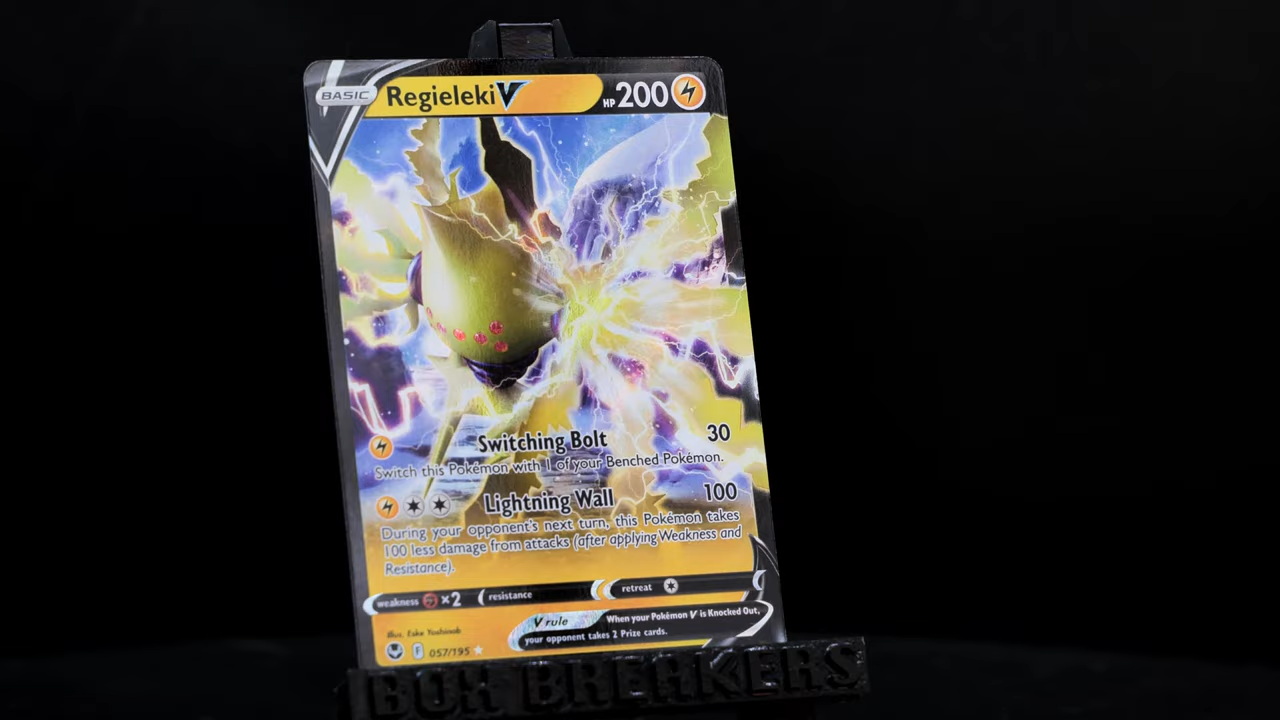 BASIC Regieleki V HP 200
Switching Bolt 30
Switch this Pokémon with 1 of your Benched Pokémon.
Lightning Wall 100
During your opponent's next turn, this Pokémon takes
100 less damage from attacks (after applying Weakness and
Resistance).
weakness ×2 resistance retreat
V rule When your Pokémon V is Knocked Out,
your opponent takes 2 Prize cards.
Illus. Eske Yoshinob
F 057/195
BOX BREAKERS